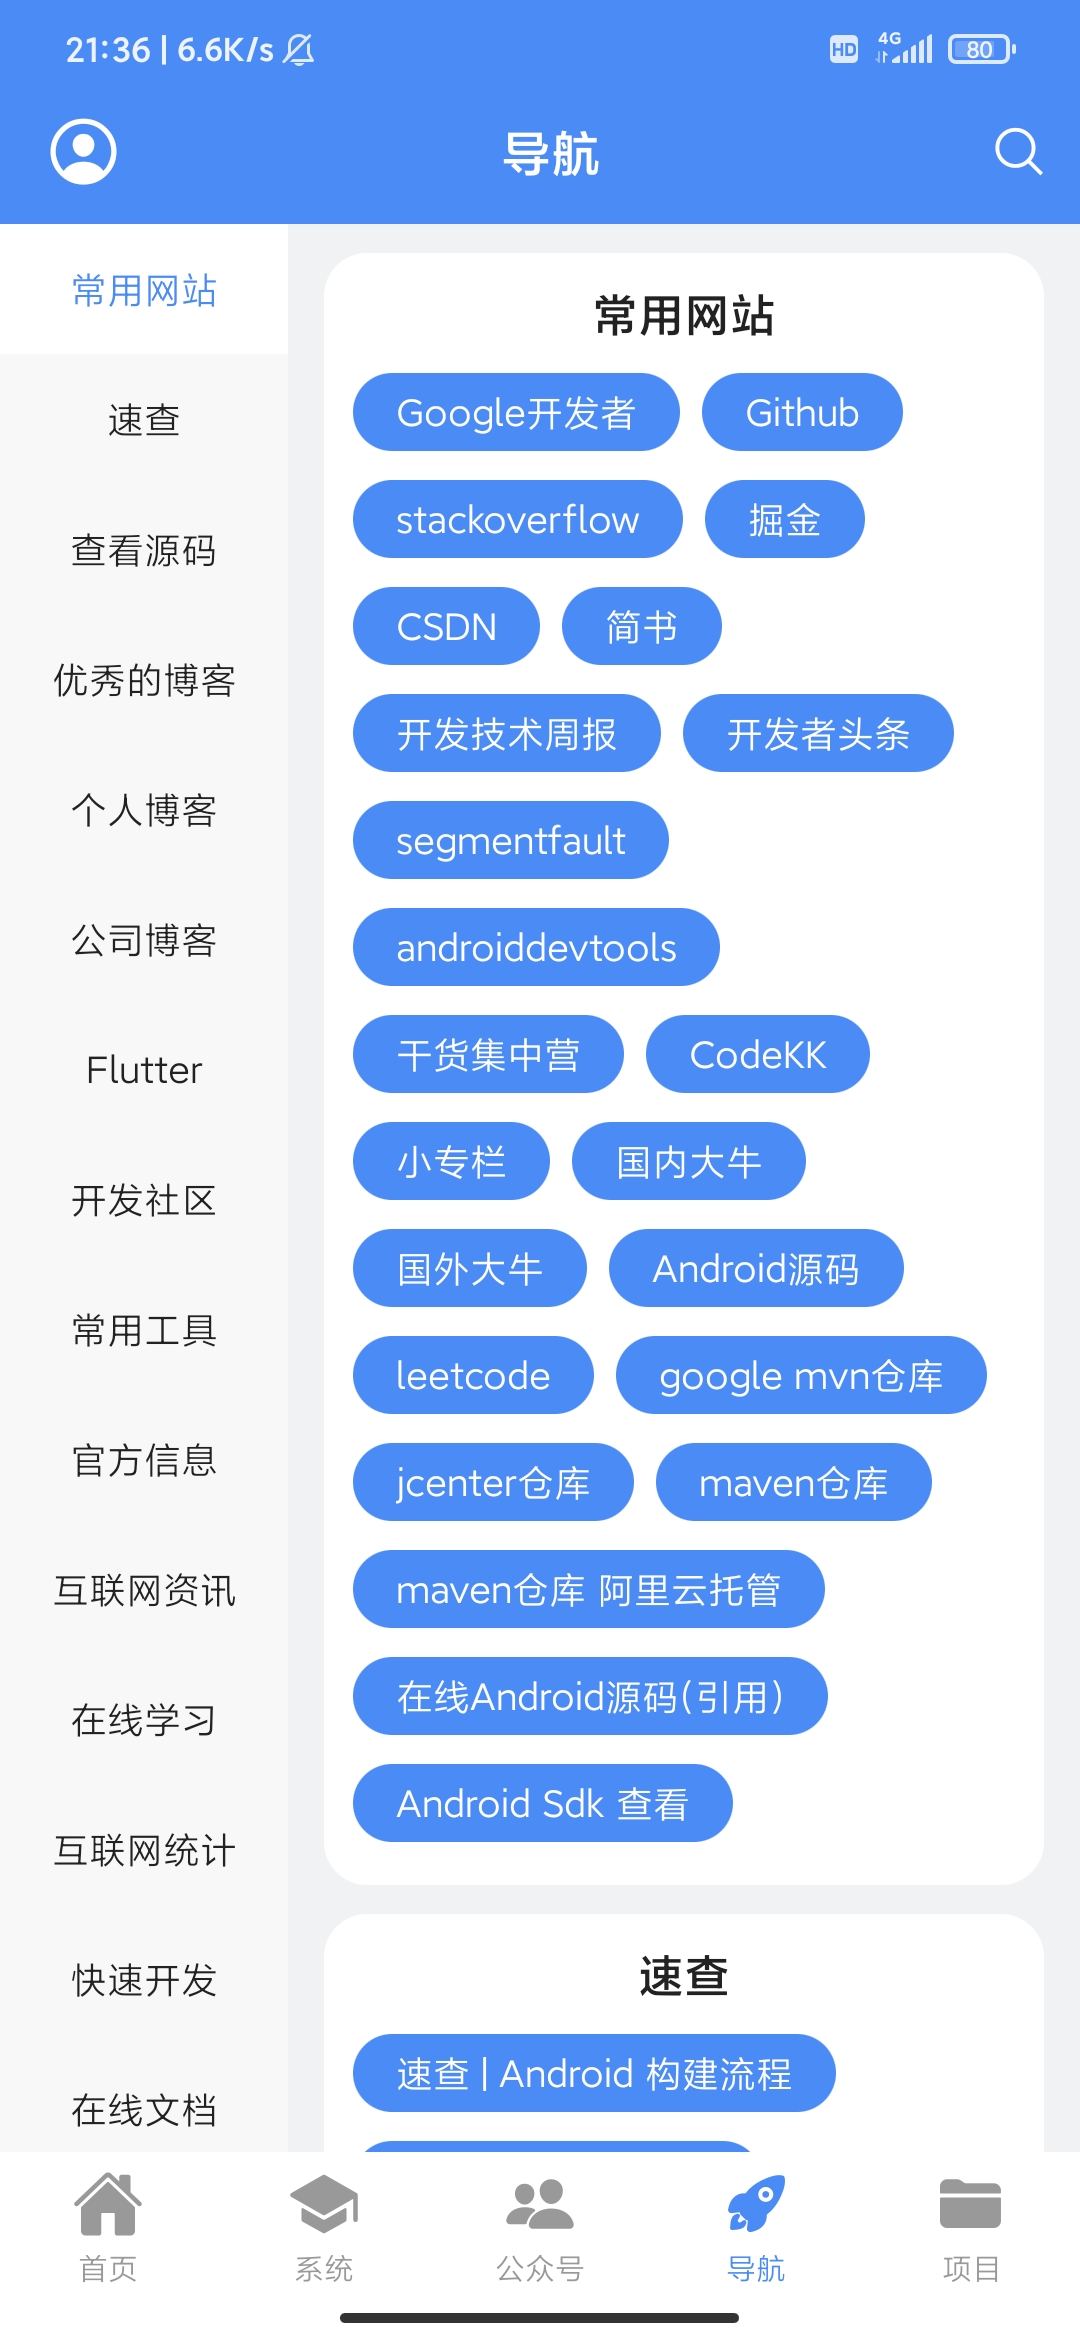 21:36 | 6.6K/s
HD 4G 80
导航
常用网站
速查
查看源码
优秀的博客
个人博客
公司博客
Flutter
开发社区
常用工具
官方信息
互联网资讯
在线学习
互联网统计
快速开发
在线文档
常用网站
Google开发者 Github
stackoverflow 掘金
CSDN 简书
开发技术周报 开发者头条
segmentfault
androiddevtools
干货集中营 CodeKK
小专栏 国内大牛
国外大牛 Android源码
leetcode google mvn仓库
jcenter仓库 maven仓库
maven仓库 阿里云托管
在线Android源码(引用)
Android Sdk 查看
速查
速查 | Android 构建流程
首页 系统 公众号 导航 项目